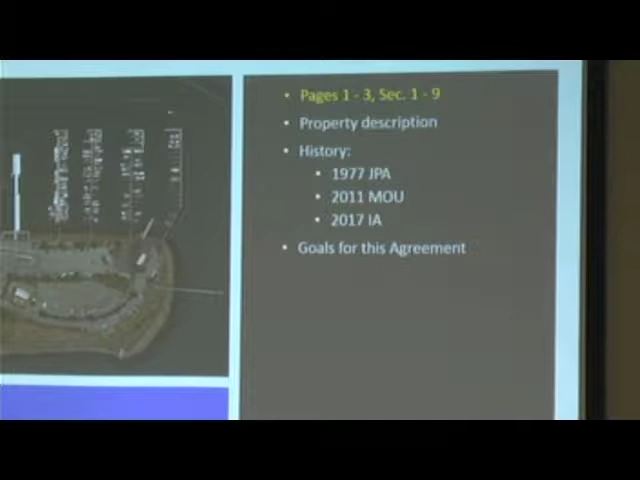 • Pages 1 - 3, Sec. 1 - 9
• Property description
• History:
• 1977 JPA
• 2011 MOU
• 2017 IA
• Goals for this Agreement